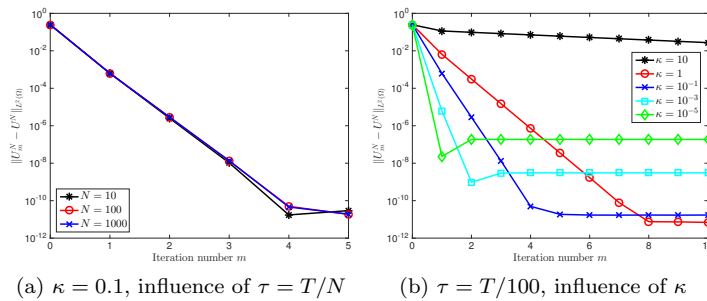 10^0
10^-2
10^-4
10^-6
10^-8
10^-10
10^-12
‖U_m^N − U^N‖_{L^2(Ω)}
N = 10
N = 100
N = 1000
0 1 2 3 4 5
Iteration number m
10^0
10^-2
10^-4
10^-6
10^-8
10^-10
10^-12
‖U_m^N − U^N‖_{L^2(Ω)}
κ = 10
κ = 1
κ = 10^-1
κ = 10^-3
κ = 10^-5
0 2 4 6 8 1
Iteration number m
(a) κ = 0.1, influence of τ = T/N
(b) τ = T/100, influence of κ